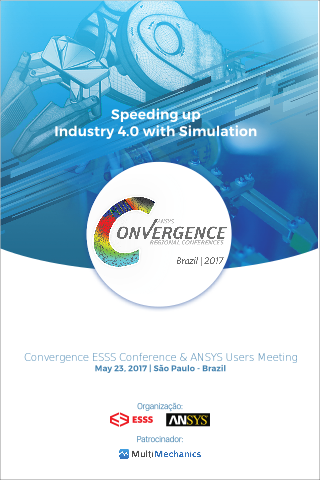 Speeding up
Industry 4.0 with Simulation
ANSYS
CONVERGENCE
REGIONAL CONFERENCES
Brazil | 2017
Convergence ESSS Conference & ANSYS Users Meeting
May 23, 2017 | São Paulo - Brazil
Organização:
ESSS
ANSYS
Patrocinador:
MultiMechanics